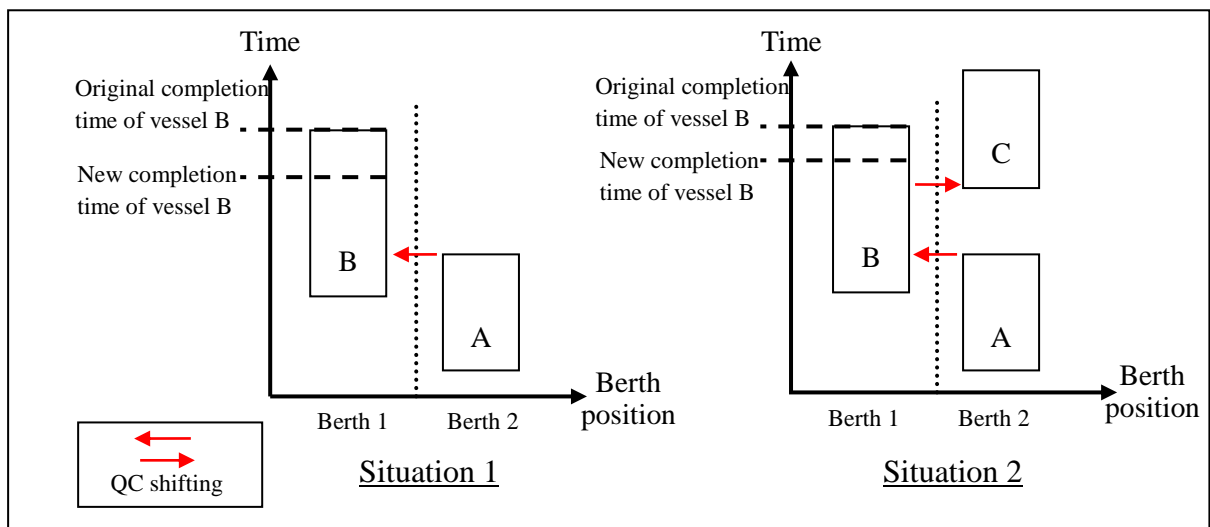 Time
Original completion
time of vessel B
New completion
time of vessel B
B
A
Berth
position
Berth 1
Berth 2
QC shifting
Situation 1
Time
Original completion
time of vessel B
New completion
time of vessel B
C
B
A
Berth
position
Berth 1
Berth 2
Situation 2